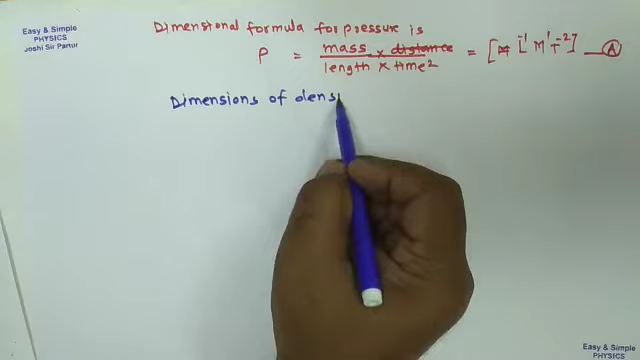 Easy & Simple
PHYSICS
Joshi Sir Partur
Dimensional formula for pressure is
P = mass × distance / length × time² = [ L⁻¹ M¹ T⁻² ] — Ⓐ
Dimensions of dens
Easy & Simple
PHYSICS